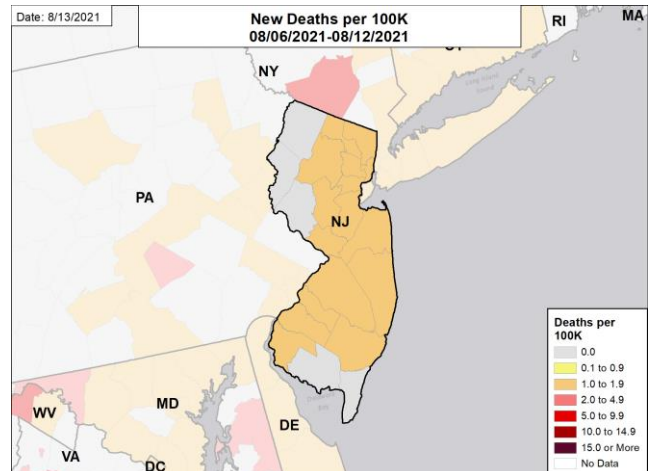 Date: 8/13/2021
New Deaths per 100K
08/06/2021-08/12/2021
RI
MA
NY
Long Island
Sound
PA
NJ
MD
WV
DE
VA
DC
Deaths per
100K
0.0
0.1 to 0.9
1.0 to 1.9
2.0 to 4.9
5.0 to 9.9
10.0 to 14.9
15.0 or More
No Data